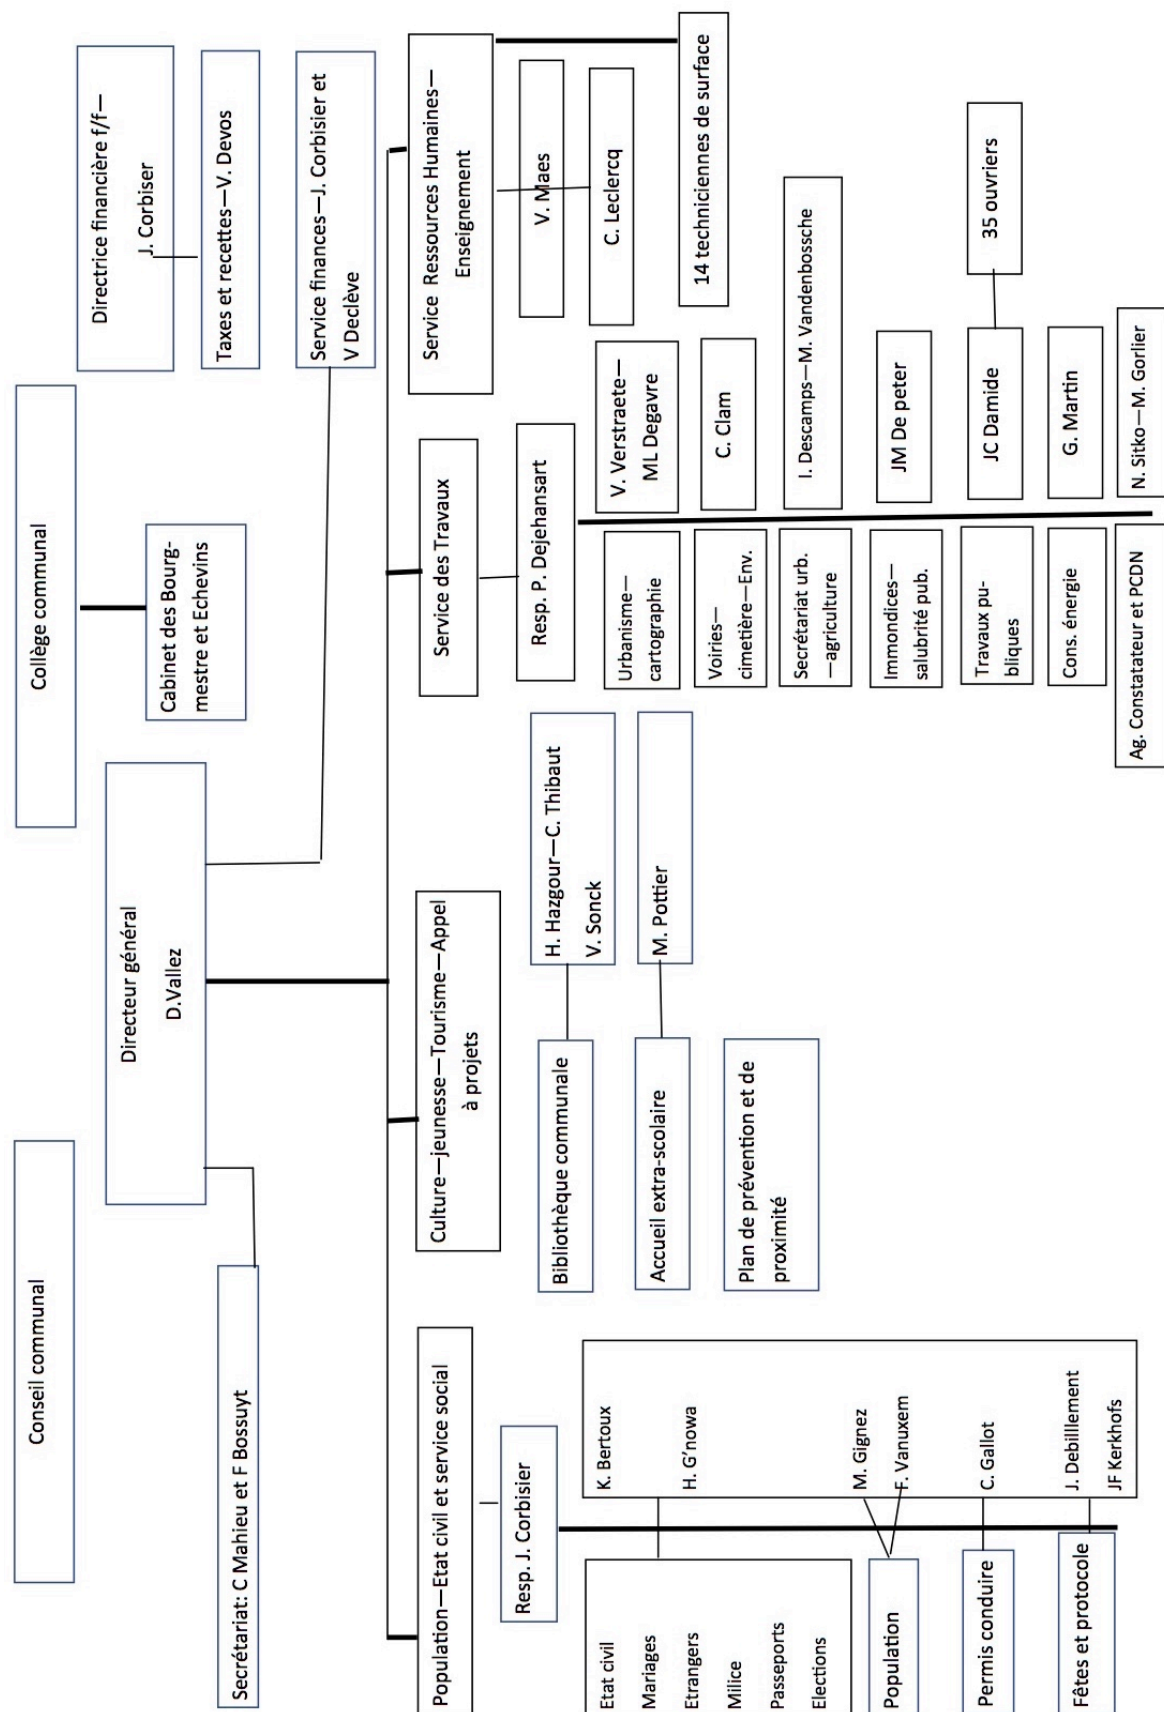 Conseil communal
Collège communal
Directeur général
D.Vallez
Cabinet des Bourg-
mestre et Echevins
Directrice financière f/f—
J. Corbiser
Taxes et recettes—V. Devos
Secrétariat: C Mahieu et F Bossuyt
Service finances—J. Corbisier et
V Declève
Population—Etat civil et service social
Resp. J. Corbisier
Etat civil
Mariages
Etrangers
Milice
Passeports
Elections
K. Bertoux
H. G'nowa
Population
M. Gignez
F. Vanuxem
Permis conduire
C. Gallot
Fêtes et protocole
J. Debilllement
JF Kerkhofs
Culture—jeunesse—Tourisme—Appel
à projets
Bibliothèque communale
H. Hazgour—C. Thibaut
V. Sonck
Accueil extra-scolaire
M. Pottier
Plan de prévention et de
proximité
Service des Travaux
Resp. P. Dejehansart
Urbanisme—
cartographie
V. Verstraete—
ML Degavre
Voiries—
cimetière—Env.
C. Clam
Secrétariat urb.
—agriculture
I. Descamps—M. Vandenbossche
Immondices—
salubrité pub.
JM De peter
Travaux pu-
bliques
JC Damide
35 ouvriers
Cons. énergie
G. Martin
Ag. Constatateur et PCDN
N. Sitko—M. Gorlier
Service Ressources Humaines—
Enseignement
V. Maes
C. Leclercq
14 techniciennes de surface